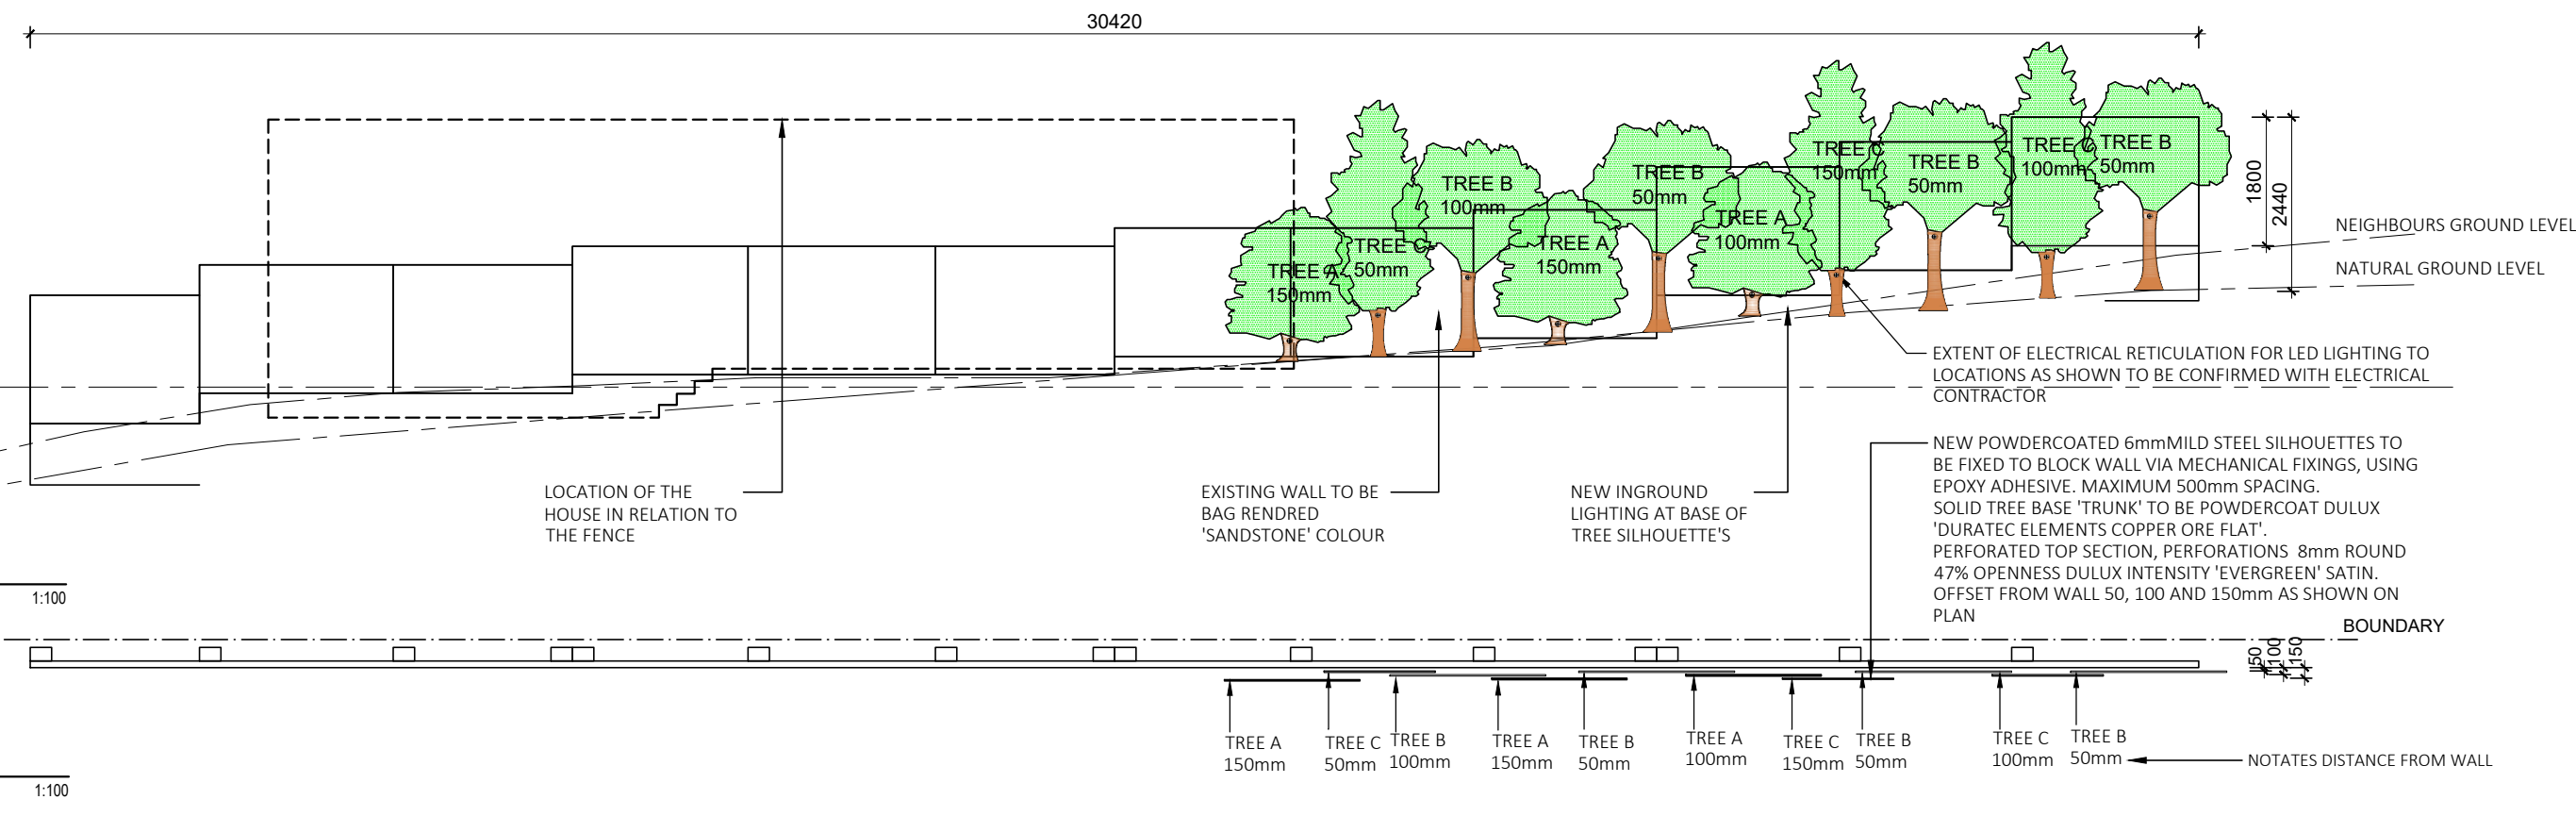 30420
TREE A
150mm
TREE C
50mm
TREE B
100mm
TREE A
150mm
TREE B
50mm
TREE A
100mm
TREE C
150mm
TREE B
50mm
TREE C
100mm
TREE B
50mm
1800
2440
NEIGHBOURS GROUND LEVEL
NATURAL GROUND LEVEL
EXTENT OF ELECTRICAL RETICULATION FOR LED LIGHTING TO
LOCATIONS AS SHOWN TO BE CONFIRMED WITH ELECTRICAL
CONTRACTOR
LOCATION OF THE
HOUSE IN RELATION TO
THE FENCE
EXISTING WALL TO BE
BAG RENDRED
'SANDSTONE' COLOUR
NEW INGROUND
LIGHTING AT BASE OF
TREE SILHOUETTE'S
NEW POWDERCOATED 6mmMILD STEEL SILHOUETTES TO
BE FIXED TO BLOCK WALL VIA MECHANICAL FIXINGS, USING
EPOXY ADHESIVE. MAXIMUM 500mm SPACING.
SOLID TREE BASE 'TRUNK' TO BE POWDERCOAT DULUX
'DURATEC ELEMENTS COPPER ORE FLAT'.
PERFORATED TOP SECTION, PERFORATIONS 8mm ROUND
47% OPENNESS DULUX INTENSITY 'EVERGREEN' SATIN.
OFFSET FROM WALL 50, 100 AND 150mm AS SHOWN ON
PLAN
1:100
BOUNDARY
50
100
150
TREE A
150mm
TREE C
50mm
TREE B
100mm
TREE A
150mm
TREE B
50mm
TREE A
100mm
TREE C
150mm
TREE B
50mm
TREE C
100mm
TREE B
50mm
NOTATES DISTANCE FROM WALL
1:100